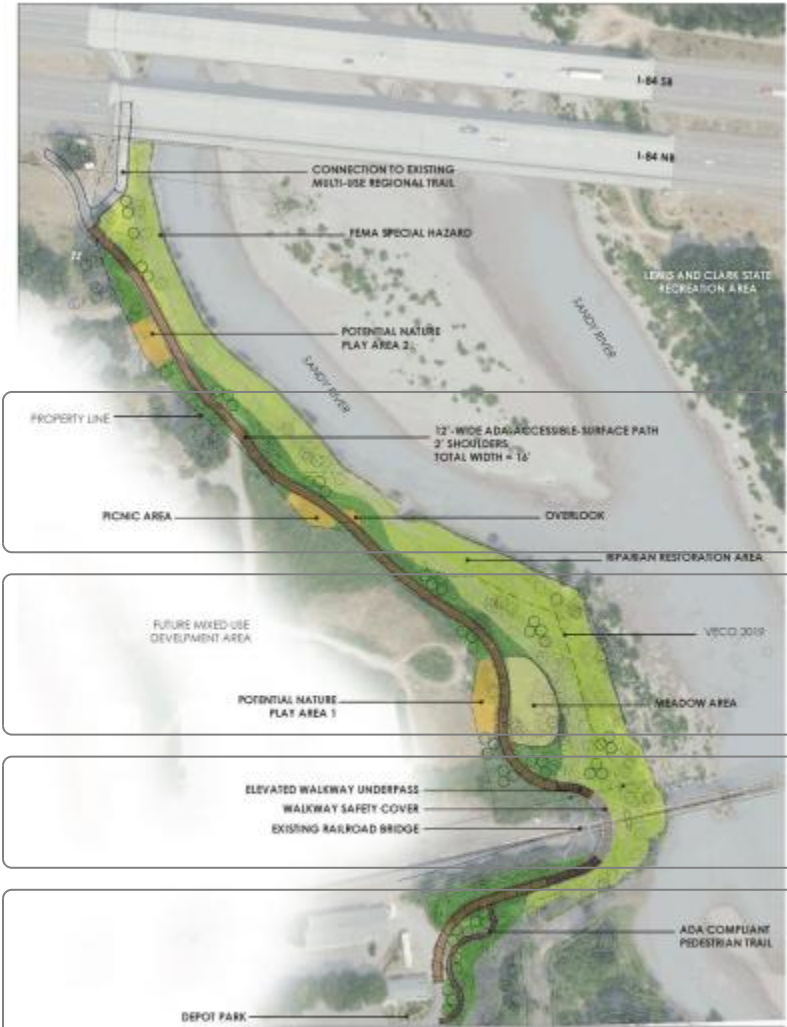 I-84 SB
I-84 NB
CONNECTION TO EXISTING
MULTI-USE REGIONAL TRAIL
FEMA SPECIAL HAZARD
LEWIS AND CLARK STATE
RECREATION AREA
SANDY RIVER
POTENTIAL NATURE
PLAY AREA 2
SANDY RIVER
PROPERTY LINE
12'-WIDE ADA-ACCESSIBLE-SURFACE PATH
2' SHOULDERS
TOTAL WIDTH = 16'
PICNIC AREA
OVERLOOK
RIPARIAN RESTORATION AREA
FUTURE MIXED USE
DEVELPMENT AREA
VECO 2019
POTENTIAL NATURE
PLAY AREA 1
MEADOW AREA
ELEVATED WALKWAY UNDERPASS
WALKWAY SAFETY COVER
EXISTING RAILROAD BRIDGE
ADA COMPLIANT
PEDESTRIAN TRAIL
DEPOT PARK